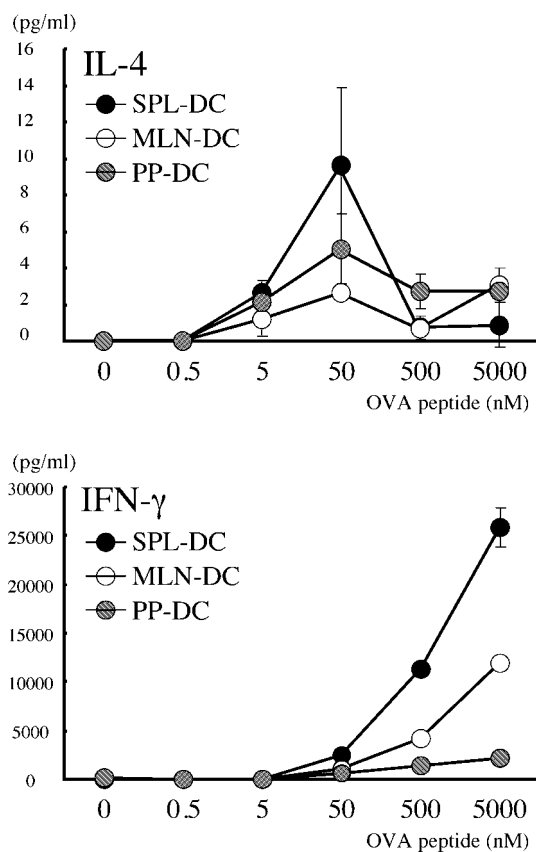 (pg/ml)
16
14
12
10
8
6
4
2
0
IL-4
SPL-DC
MLN-DC
PP-DC
0 0.5 5 50 500 5000
OVA peptide (nM)
(pg/ml)
30000
25000
20000
15000
10000
5000
0
IFN-γ
SPL-DC
MLN-DC
PP-DC
0 0.5 5 50 500 5000
OVA peptide (nM)